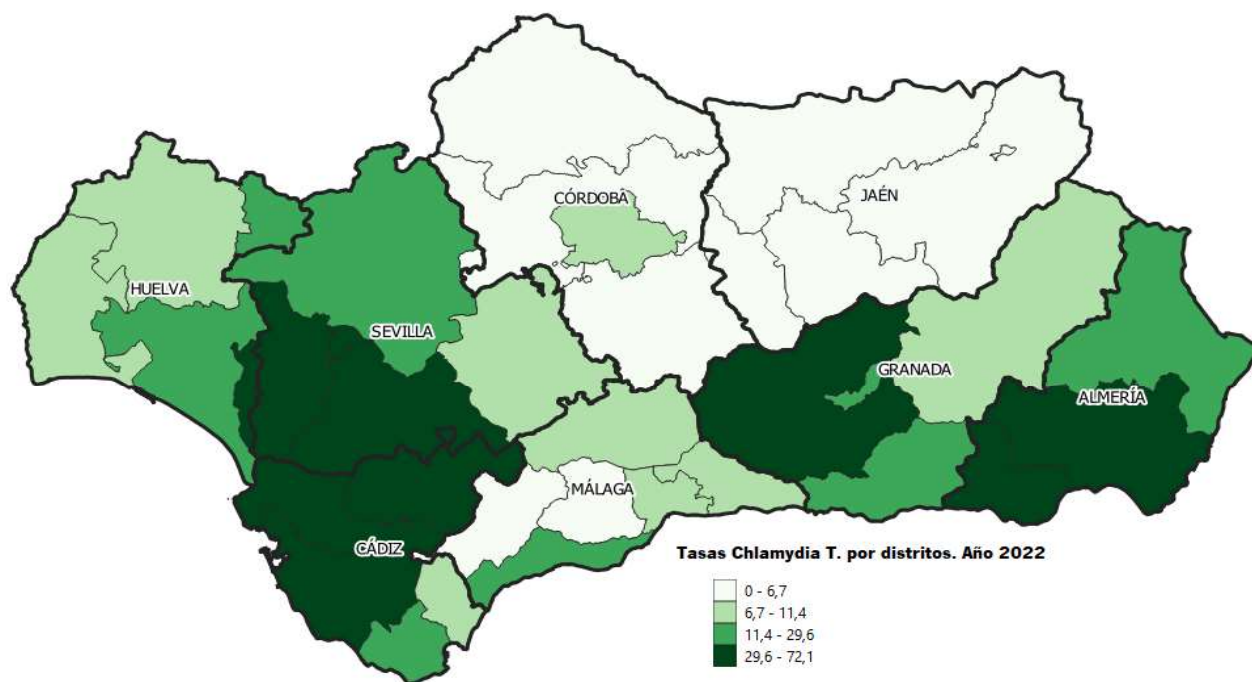 CÓRDOBA
JAÉN
HUELVA
SEVILLA
GRANADA
ALMERÍA
MÁLAGA
CÁDIZ
Tasas Chlamydia T. por distritos. Año 2022
0 - 6,7
6,7 - 11,4
11,4 - 29,6
29,6 - 72,1